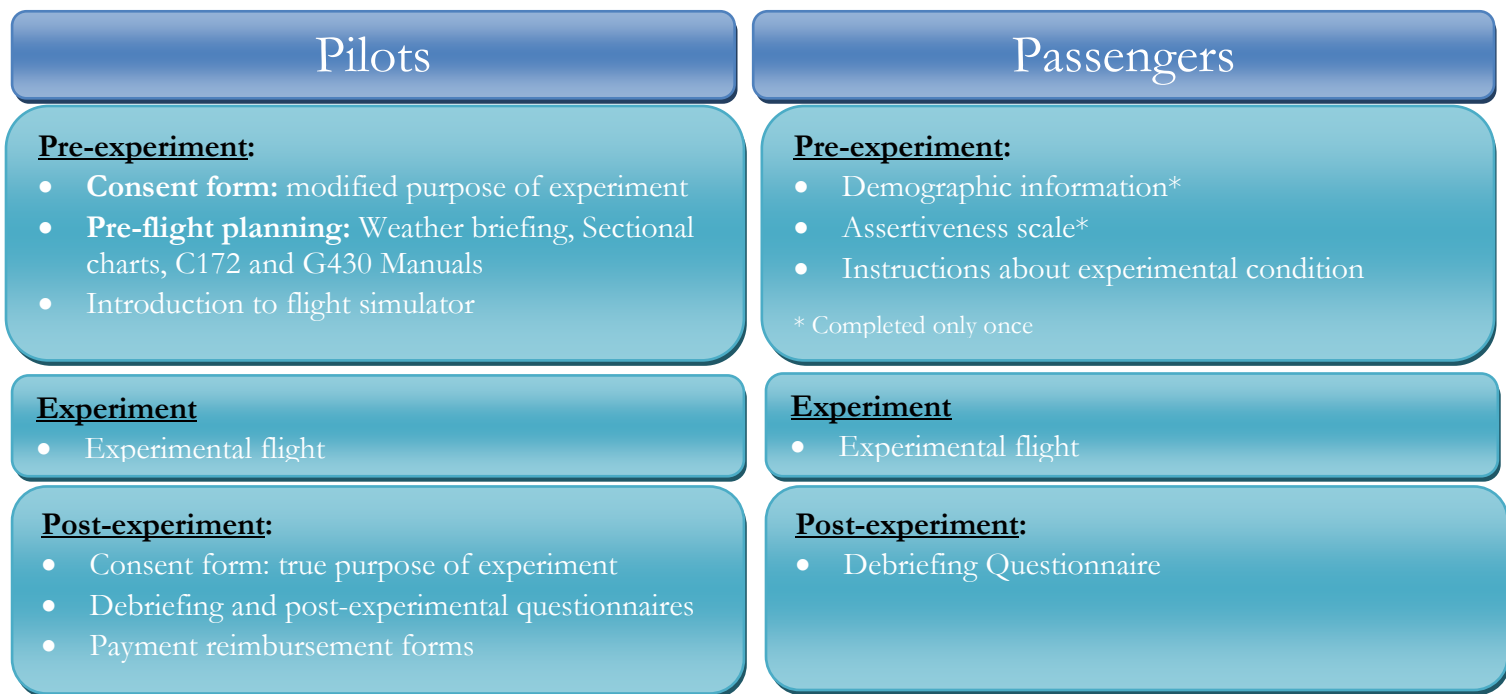 Pilots
Pre-experiment:
• Consent form: modified purpose of experiment
• Pre-flight planning: Weather briefing, Sectional
charts, C172 and G430 Manuals
• Introduction to flight simulator
Experiment
• Experimental flight
Post-experiment:
• Consent form: true purpose of experiment
• Debriefing and post-experimental questionnaires
• Payment reimbursement forms
Passengers
Pre-experiment:
• Demographic information*
• Assertiveness scale*
• Instructions about experimental condition
* Completed only once
Experiment
• Experimental flight
Post-experiment:
• Debriefing Questionnaire